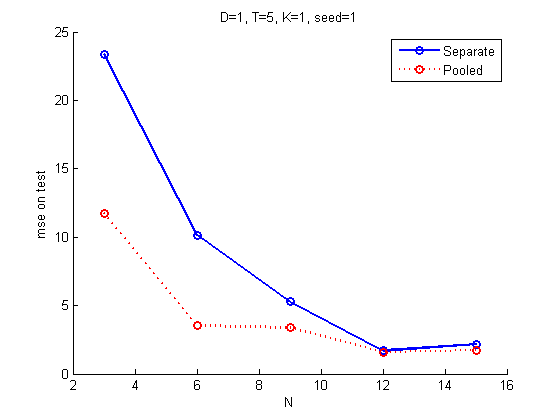 D=1, T=5, K=1, seed=1
Separate
Pooled
25
20
15
10
5
0
mse on test
2 4 6 8 10 12 14 16
N